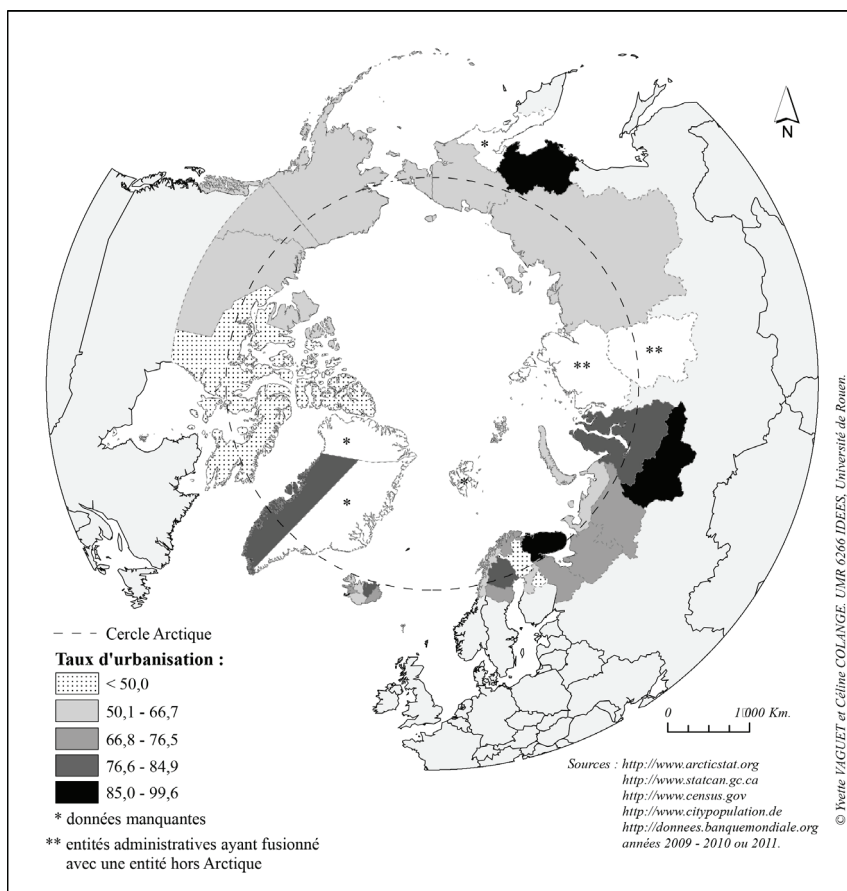 N
*
**
**
*
*
*
— — Cercle Arctique
Taux d'urbanisation :
< 50,0
50,1 - 66,7
66,8 - 76,5
76,6 - 84,9
85,0 - 99,6
* données manquantes
** entités administratives ayant fusionné
avec une entité hors Arctique
0 1 000 Km.
Sources : http://www.arcticstat.org
http://www.statcan.gc.ca
http://www.census.gov
http://www.citypopulation.de
http://donnees.banquemondiale.org
années 2009 - 2010 ou 2011.
© Yvette VAGUET et Céline COLANGE. UMR 6266 IDEES, Université de Rouen.